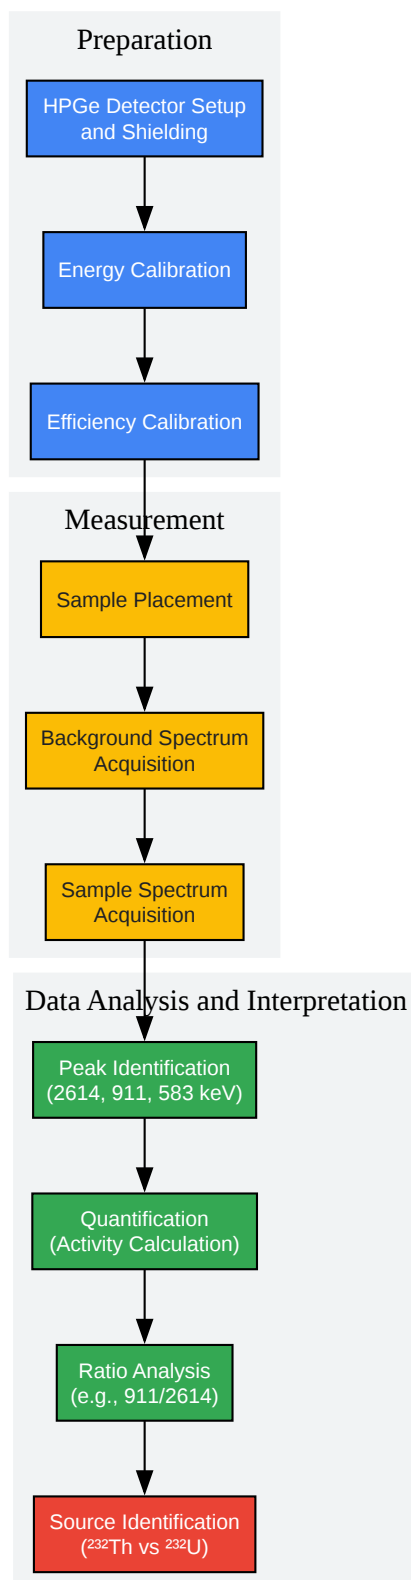 Preparation
HPGe Detector Setup
and Shielding
Energy Calibration
Efficiency Calibration
Measurement
Sample Placement
Background Spectrum
Acquisition
Sample Spectrum
Acquisition
Data Analysis and Interpretation
Peak Identification
(2614, 911, 583 keV)
Quantification
(Activity Calculation)
Ratio Analysis
(e.g., 911/2614)
Source Identification
(²³²Th vs ²³²U)